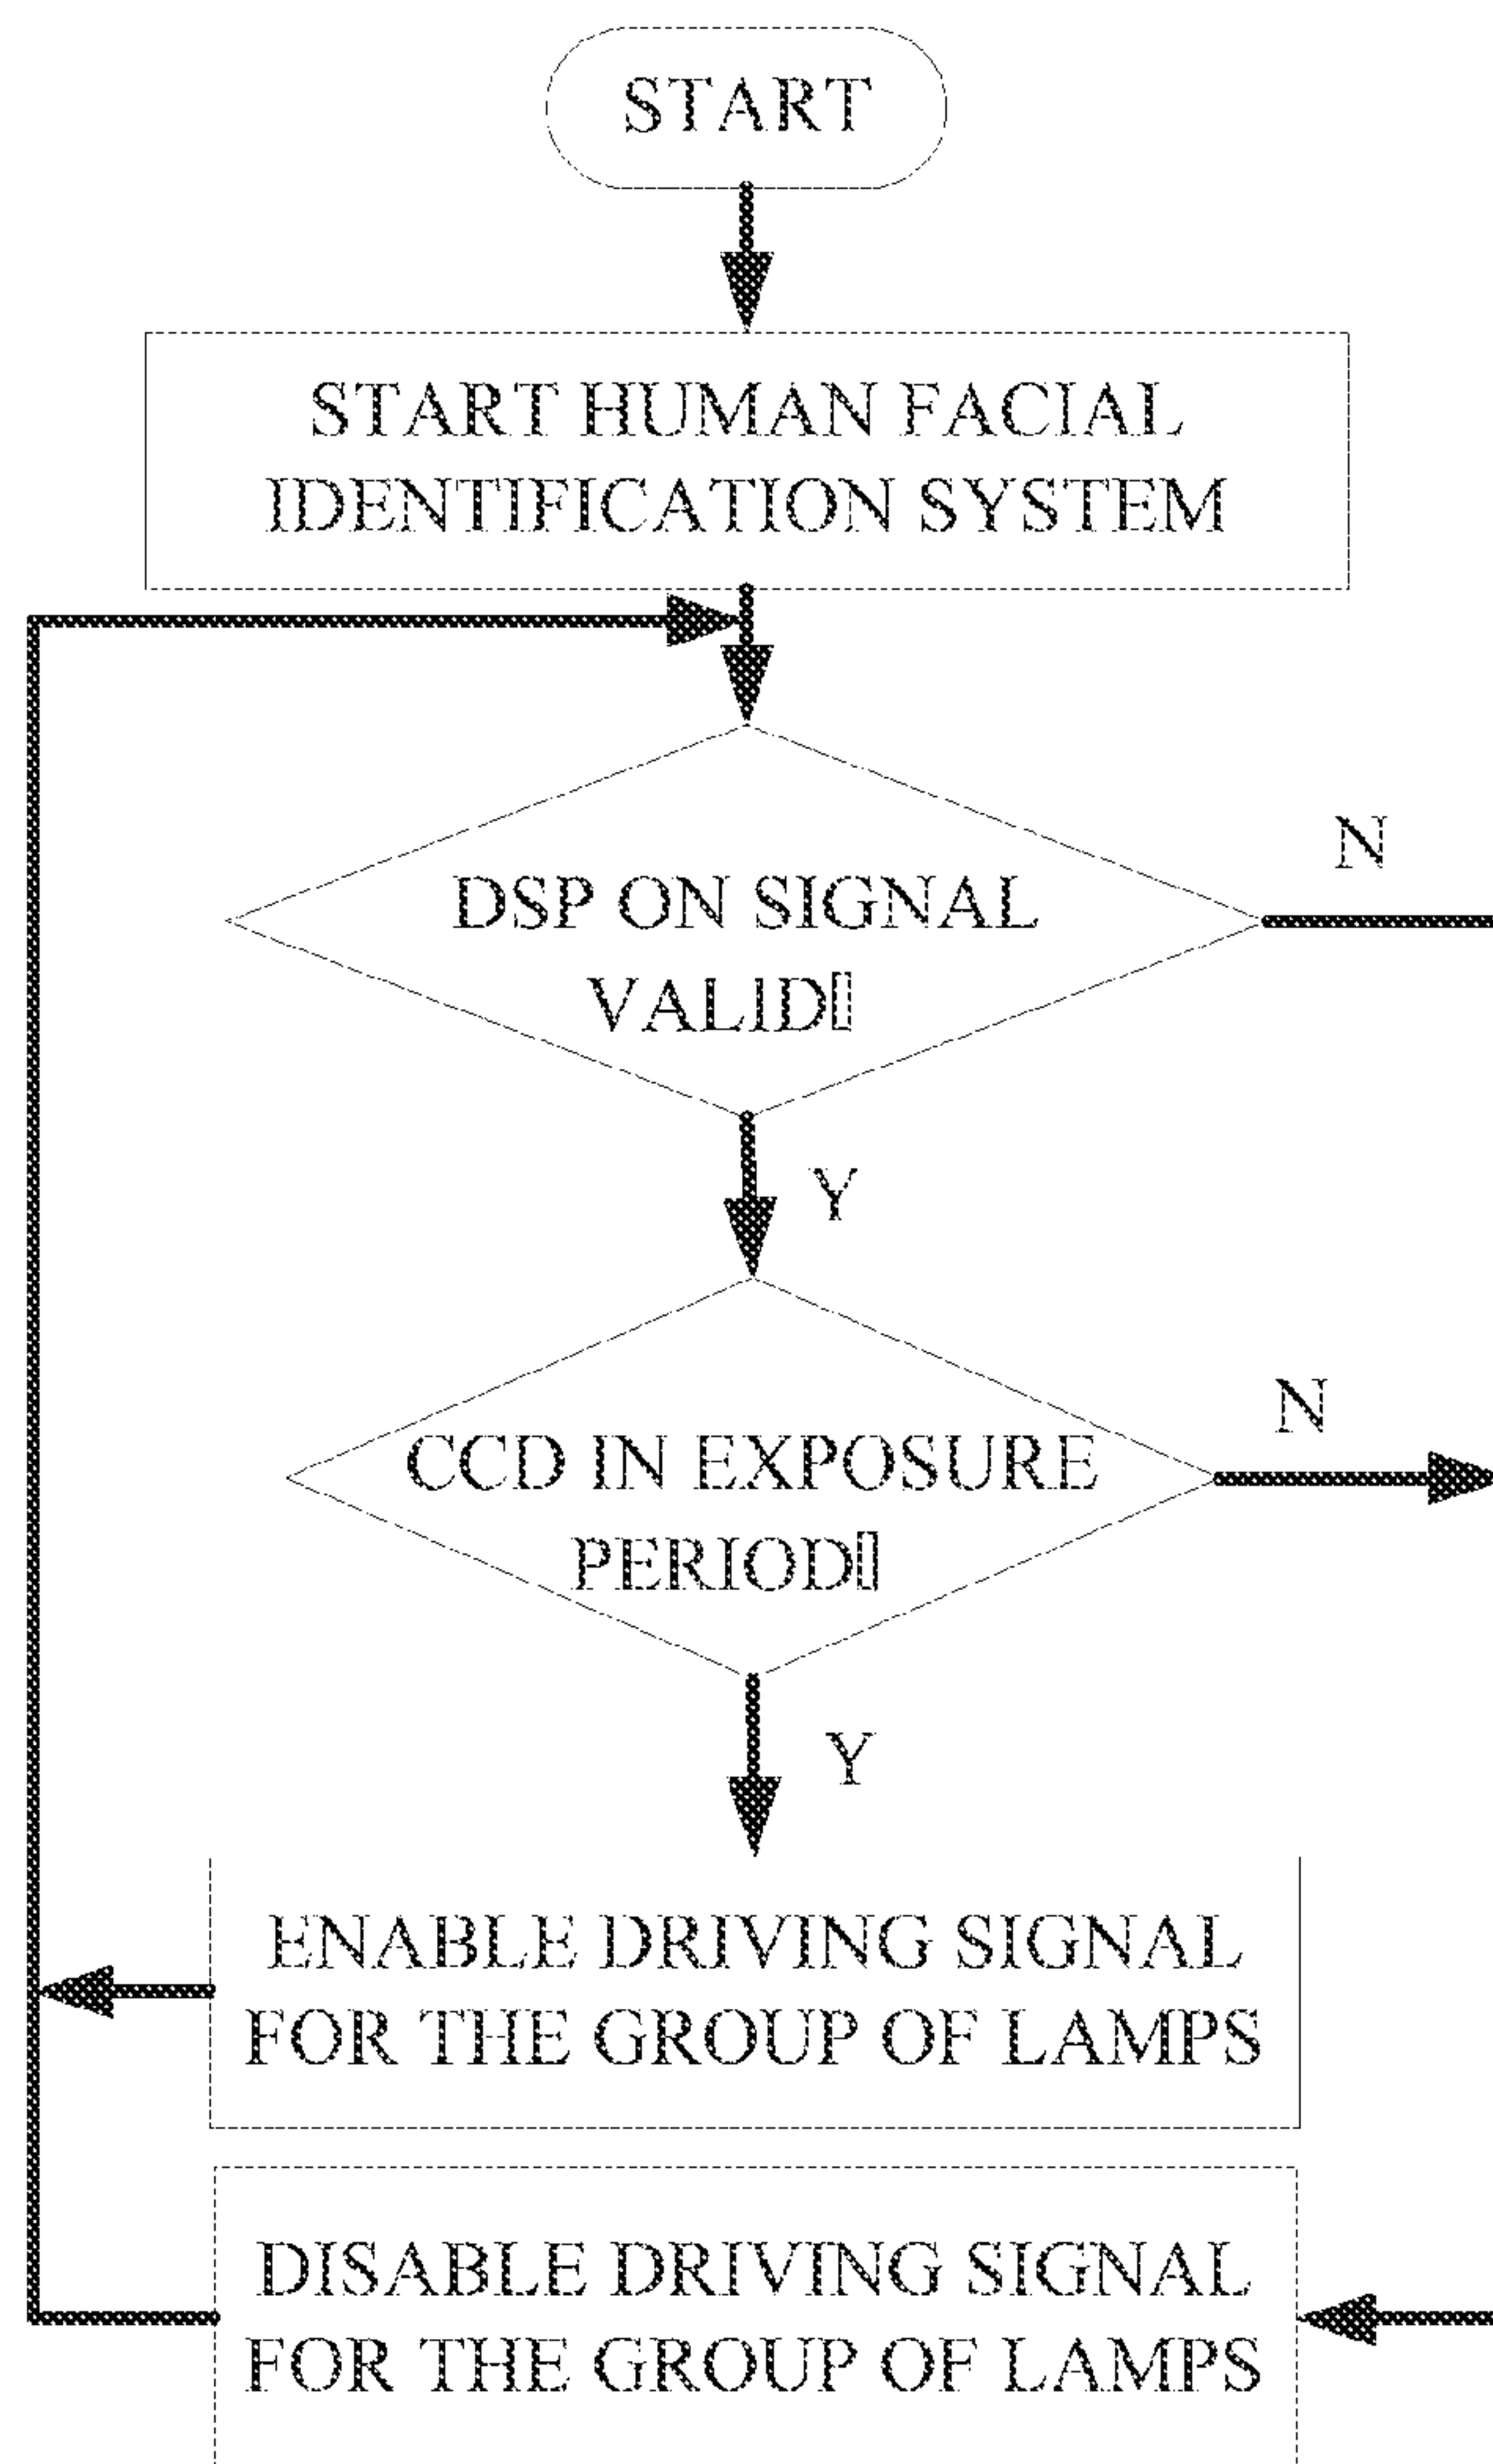 START
START HUMAN FACIAL
IDENTIFICATION SYSTEM
N
DSP ON SIGNAL
VALID▯
Y
N
CCD IN EXPOSURE
PERIOD▯
Y
ENABLE DRIVING SIGNAL
FOR THE GROUP OF LAMPS
DISABLE DRIVING SIGNAL
FOR THE GROUP OF LAMPS